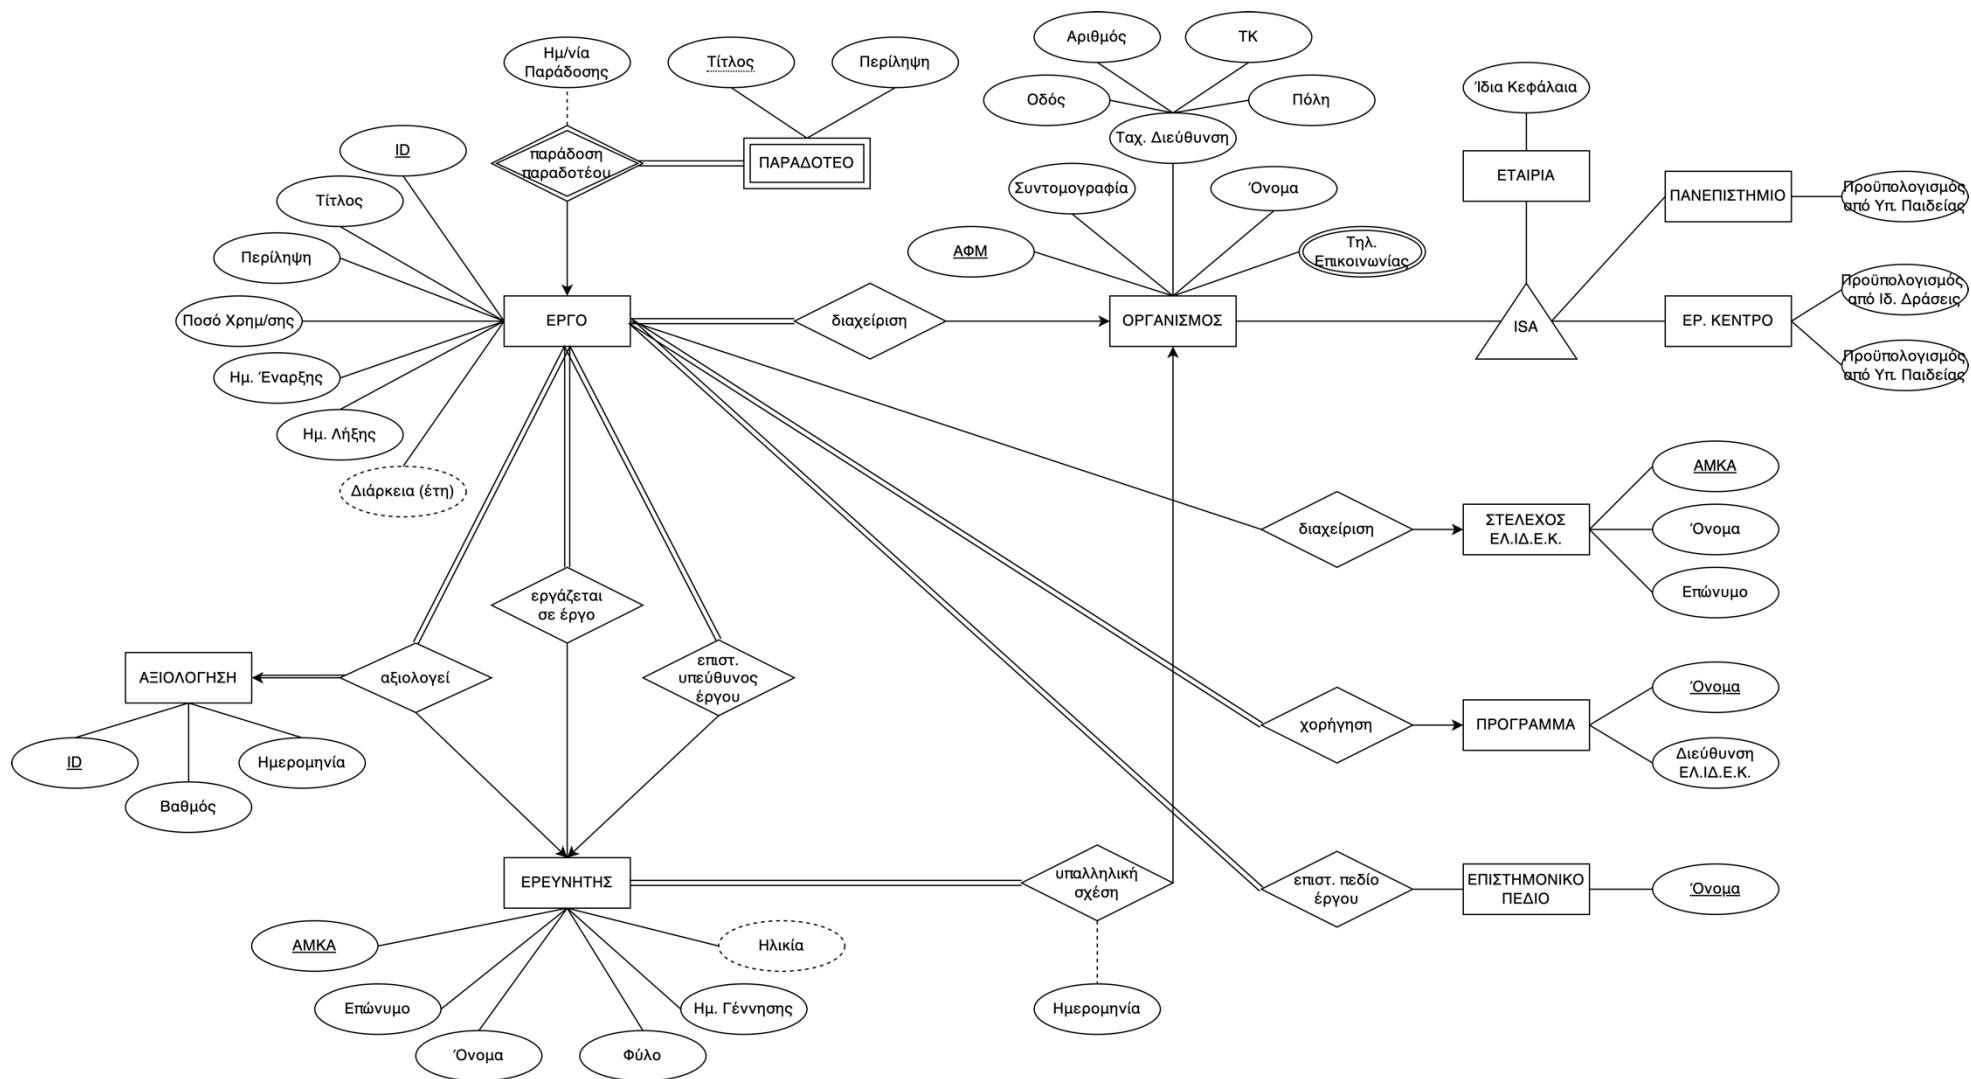 Ημ/νία
Παράδοσης
Τίτλος
Περίληψη
Αριθμός
ΤΚ
Οδός
Πόλη
Ταχ. Διεύθυνση
Ίδια Κεφάλαια
παράδοση
παραδοτέου
ΠΑΡΑΔΟΤΕΟ
ID
Τίτλος
Περίληψη
Ποσό Χρημ/σης
Ημ. Έναρξης
Ημ. Λήξης
Διάρκεια (έτη)
Συντομογραφία
Όνομα
ΑΦΜ
Τηλ.
Επικοινωνίας
ΕΤΑΙΡΙΑ
ΠΑΝΕΠΙΣΤΗΜΙΟ
Προϋπολογισμός
από Υπ. Παιδείας
ΕΡΓΟ
διαχείριση
ΟΡΓΑΝΙΣΜΟΣ
ISA
ΕΡ. ΚΕΝΤΡΟ
Προϋπολογισμός
από Ιδ. Δράσεις
Προϋπολογισμός
από Υπ. Παιδείας
διαχείριση
ΣΤΕΛΕΧΟΣ
ΕΛ.ΙΔ.Ε.Κ.
ΑΜΚΑ
Όνομα
Επώνυμο
εργάζεται
σε έργο
ΑΞΙΟΛΟΓΗΣΗ
αξιολογεί
επιστ.
υπεύθυνος
έργου
χορήγηση
ΠΡΟΓΡΑΜΜΑ
Όνομα
Διεύθυνση
ΕΛ.ΙΔ.Ε.Κ.
ID
Βαθμός
Ημερομηνία
ΕΡΕΥΝΗΤΗΣ
υπαλληλική
σχέση
επιστ. πεδίο
έργου
ΕΠΙΣΤΗΜΟΝΙΚΟ
ΠΕΔΙΟ
Όνομα
ΑΜΚΑ
Ηλικία
Επώνυμο
Ημ. Γέννησης
Ημερομηνία
Όνομα
Φύλο